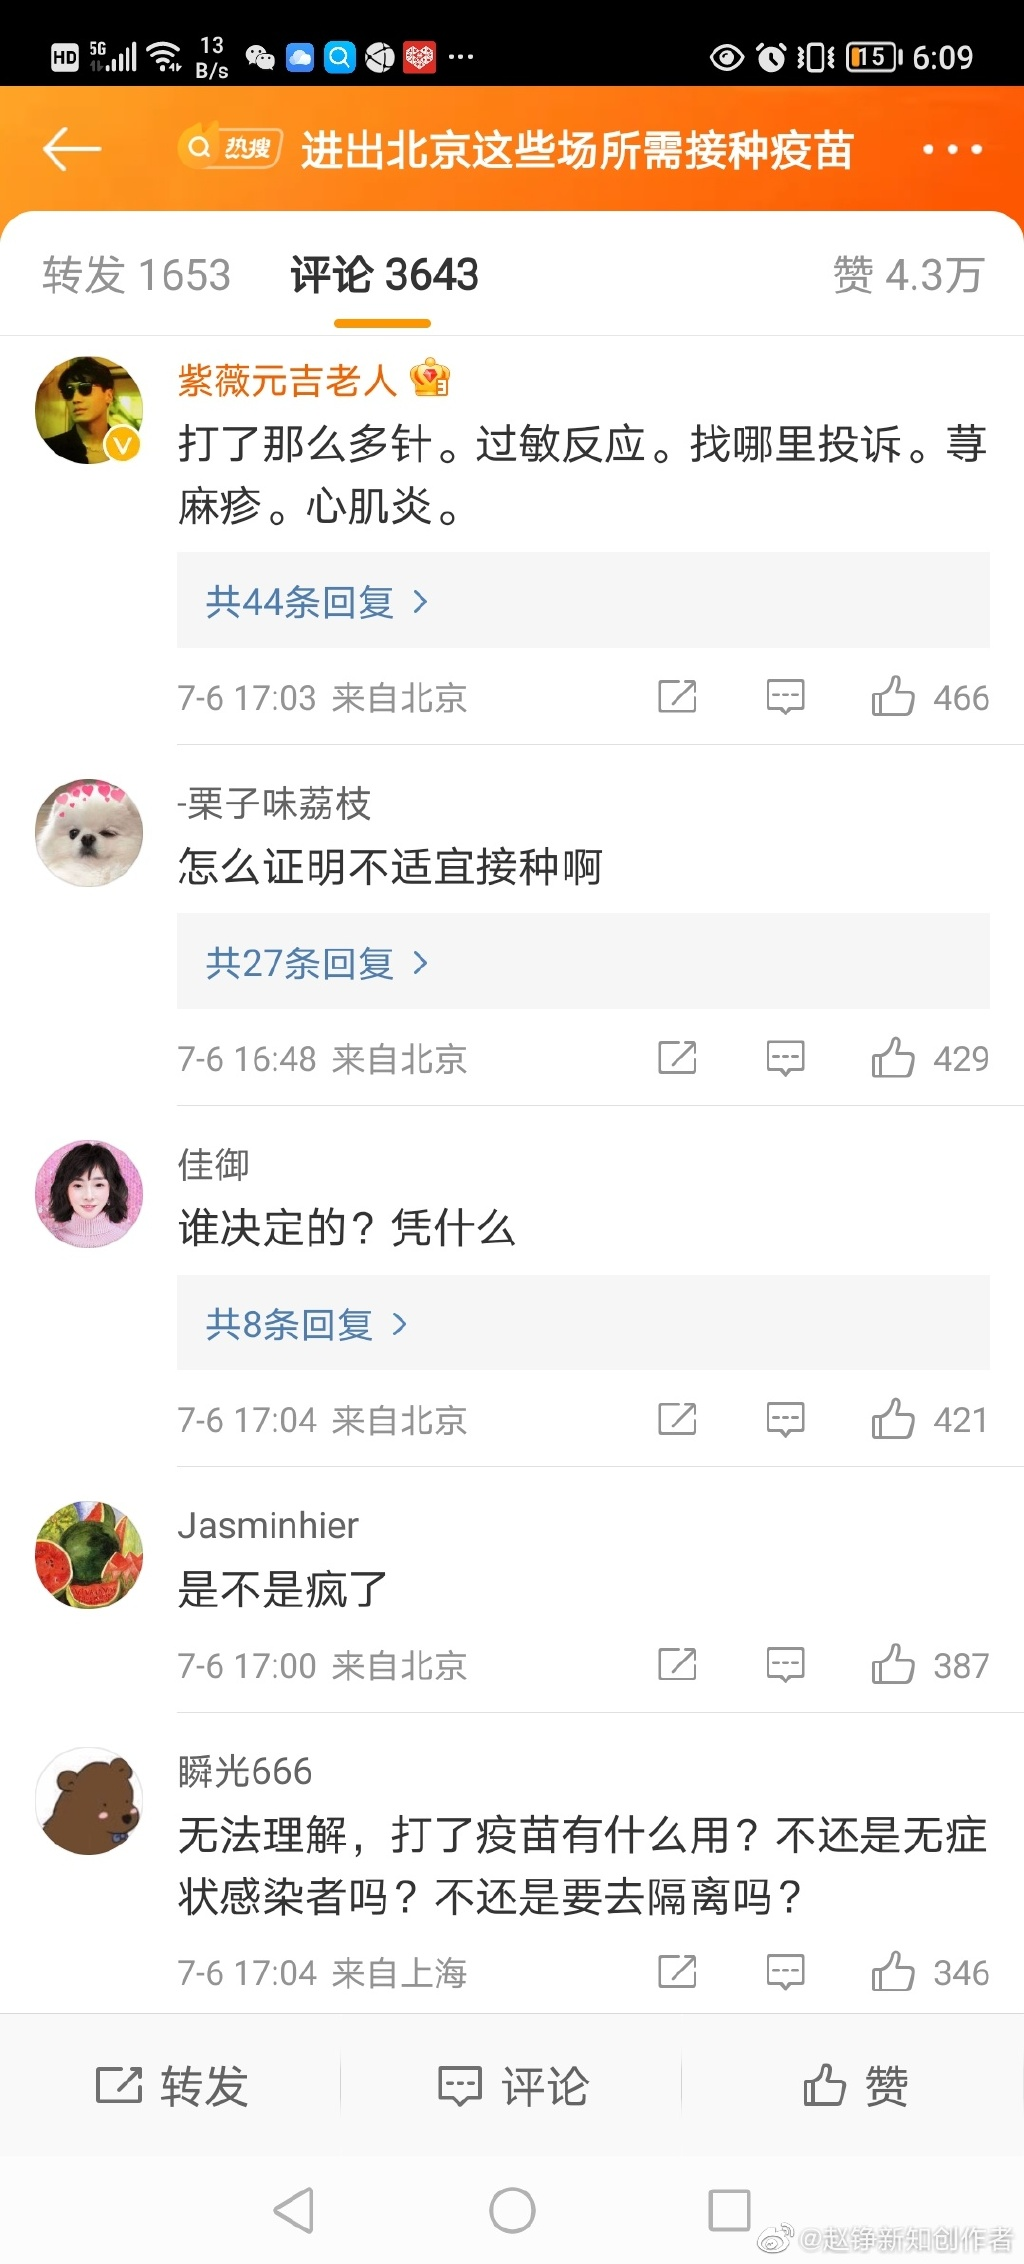 HD 5G 13 B/s 15 6:09
热搜 进出北京这些场所需接种疫苗
转发 1653 评论 3643 赞 4.3万
紫薇元吉老人
打了那么多针。过敏反应。找哪里投诉。荨
麻疹。心肌炎。
共44条回复
7-6 17:03 来自北京 466
-栗子味荔枝
怎么证明不适宜接种啊
共27条回复
7-6 16:48 来自北京 429
佳御
谁决定的？凭什么
共8条回复
7-6 17:04 来自北京 421
Jasminhier
是不是疯了
7-6 17:00 来自北京 387
瞬光666
无法理解，打了疫苗有什么用？不还是无症
状感染者吗？不还是要去隔离吗？
7-6 17:04 来自上海 346
转发 评论 赞
@赵铮新知创作者